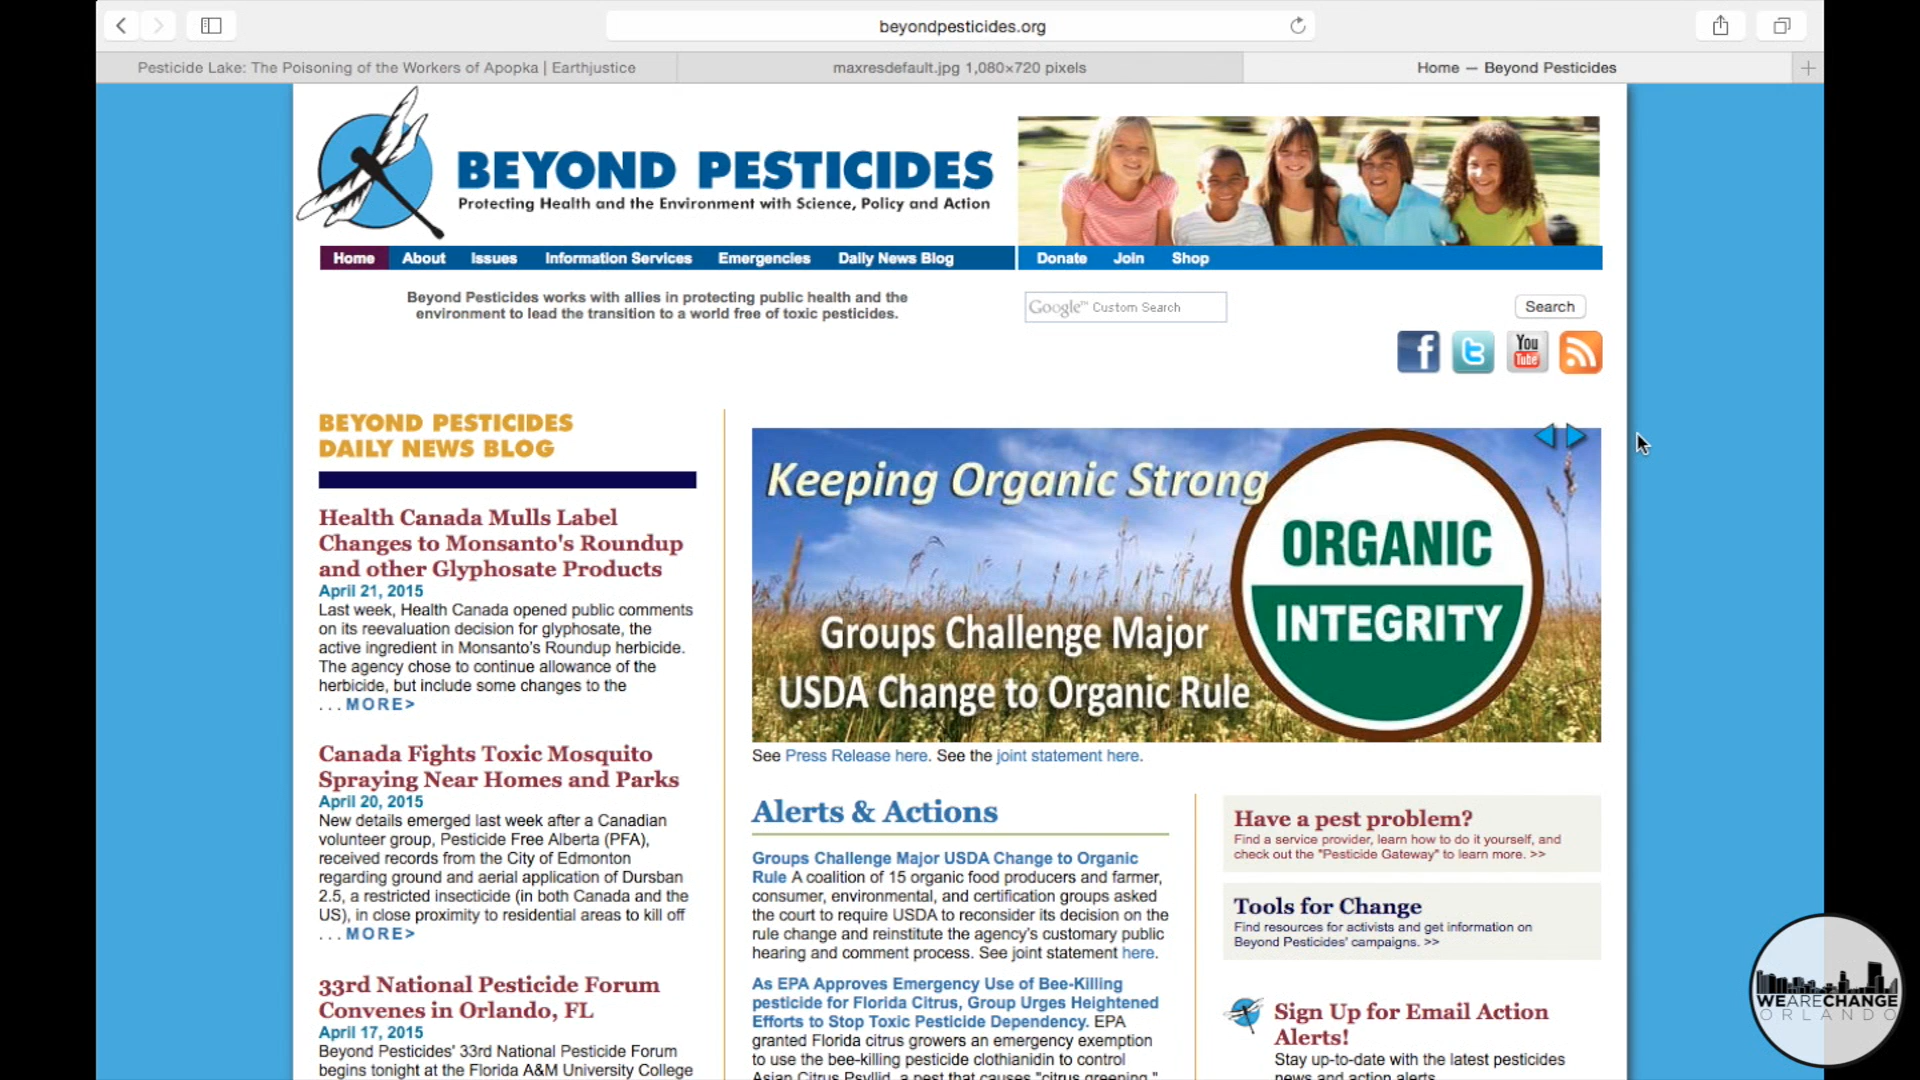 beyondpesticides.org
Pesticide Lake: The Poisoning of the Workers of Apopka | Earthjustice
maxresdefault.jpg 1,080×720 pixels
Home — Beyond Pesticides
BEYOND PESTICIDES
Protecting Health and the Environment with Science, Policy and Action
Home About Issues Information Services Emergencies Daily News Blog Donate Join Shop
Beyond Pesticides works with allies in protecting public health and the
environment to lead the transition to a world free of toxic pesticides.
Google™ Custom Search
Search
f
t
You
Tube
BEYOND PESTICIDES
DAILY NEWS BLOG
Health Canada Mulls Label
Changes to Monsanto's Roundup
and other Glyphosate Products
April 21, 2015
Last week, Health Canada opened public comments
on its reevaluation decision for glyphosate, the
active ingredient in Monsanto's Roundup herbicide.
The agency chose to continue allowance of the
herbicide, but include some changes to the
. . . MORE>
Canada Fights Toxic Mosquito
Spraying Near Homes and Parks
April 20, 2015
New details emerged last week after a Canadian
volunteer group, Pesticide Free Alberta (PFA),
received records from the City of Edmonton
regarding ground and aerial application of Dursban
2.5, a restricted insecticide (in both Canada and the
US), in close proximity to residential areas to kill off
. . . MORE>
33rd National Pesticide Forum
Convenes in Orlando, FL
April 17, 2015
Beyond Pesticides' 33rd National Pesticide Forum
begins tonight at the Florida A&M University College
Keeping Organic Strong
Groups Challenge Major
USDA Change to Organic Rule
ORGANIC
INTEGRITY
See Press Release here. See the joint statement here.
Alerts & Actions
Groups Challenge Major USDA Change to Organic
Rule A coalition of 15 organic food producers and farmer,
consumer, environmental, and certification groups asked
the court to require USDA to reconsider its decision on the
rule change and reinstitute the agency's customary public
hearing and comment process. See joint statement here.
As EPA Approves Emergency Use of Bee-Killing
pesticide for Florida Citrus, Group Urges Heightened
Efforts to Stop Toxic Pesticide Dependency. EPA
granted Florida citrus growers an emergency exemption
to use the bee-killing pesticide clothianidin to control
Asian Citrus Psyllid, a pest that causes "citrus greening."
Have a pest problem?
Find a service provider, learn how to do it yourself, and
check out the "Pesticide Gateway" to learn more. >>
Tools for Change
Find resources for activists and get information on
Beyond Pesticides' campaigns. >>
Sign Up for Email Action
Alerts!
Stay up-to-date with the latest pesticides
news and action alerts
WEARECHANGE
ORLANDO